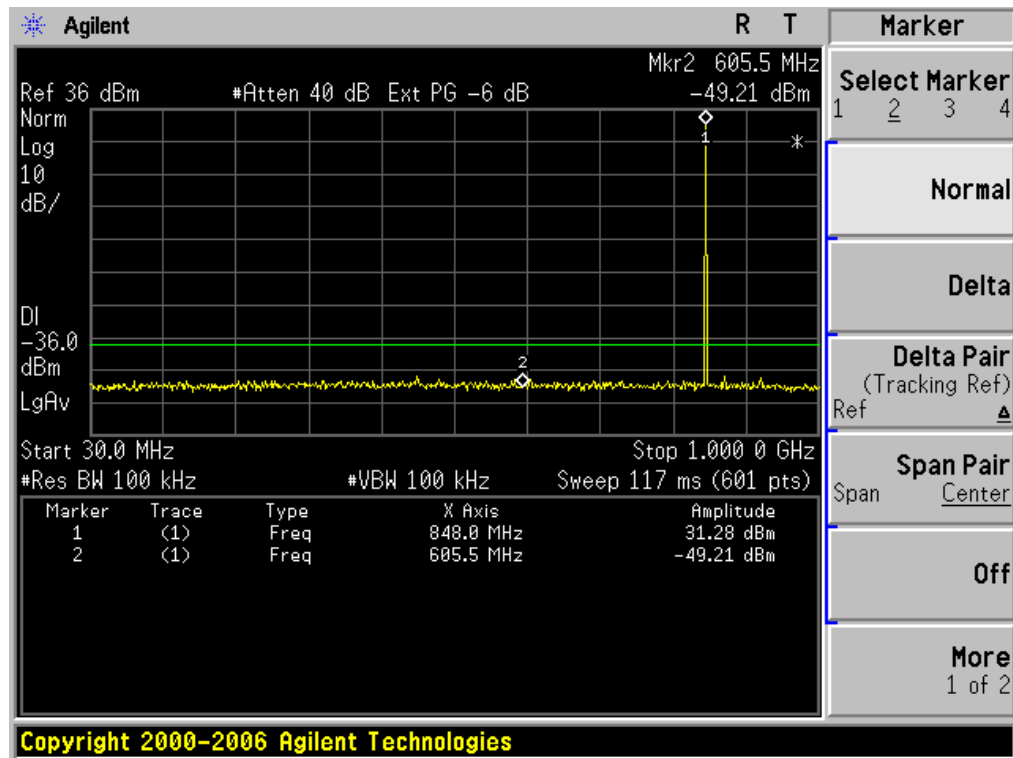 Agilent R T Marker
Mkr2 605.5 MHz
Ref 36 dBm #Atten 40 dB Ext PG −6 dB −49.21 dBm
Norm
Log
10
dB/
1
*
DI
−36.0
dBm
2
LgAv
Start 30.0 MHz Stop 1.000 0 GHz
#Res BW 100 kHz #VBW 100 kHz Sweep 117 ms (601 pts)
Marker Trace Type X Axis Amplitude
1 (1) Freq 848.0 MHz 31.28 dBm
2 (1) Freq 605.5 MHz −49.21 dBm
Select Marker
1 2 3 4
Normal
Delta
Delta Pair
(Tracking Ref)
Ref Δ
Span Pair
Span Center
Off
More
1 of 2
Copyright 2000−2006 Agilent Technologies